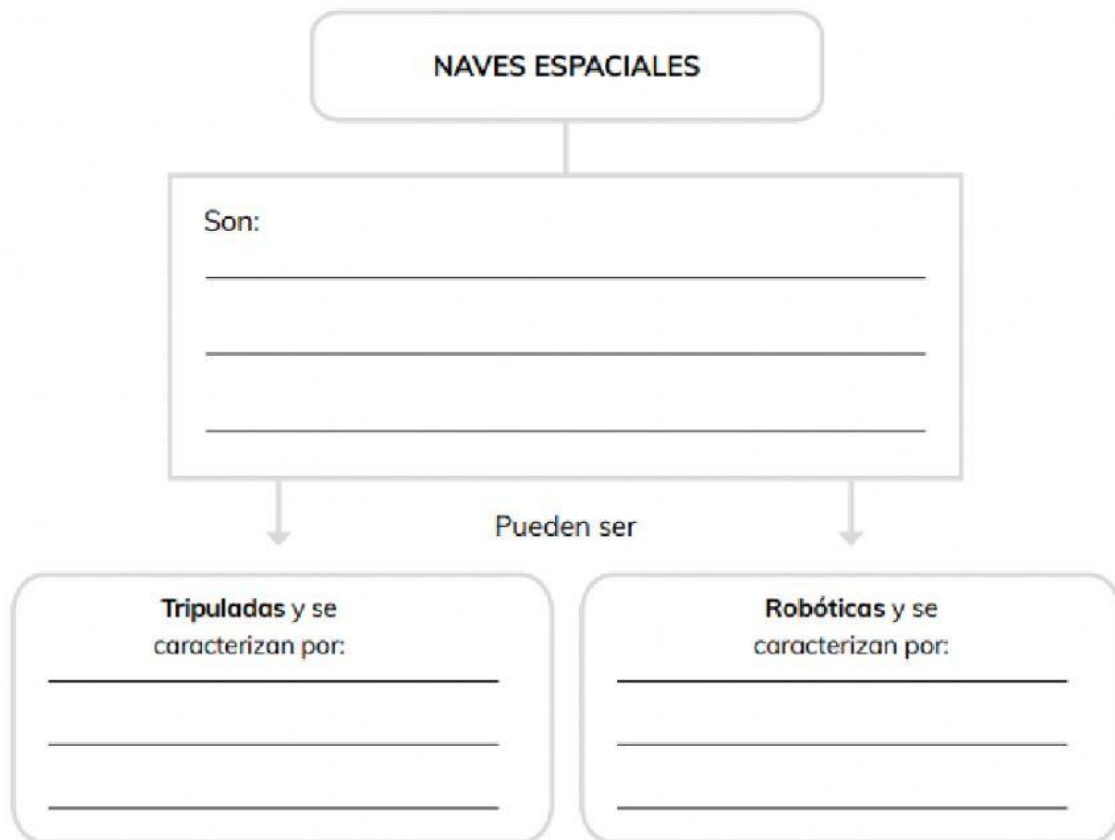 NAVES ESPACIALES
Son:
Pueden ser
Tripuladas y se
caracterizan por:
Robóticas y se
caracterizan por: